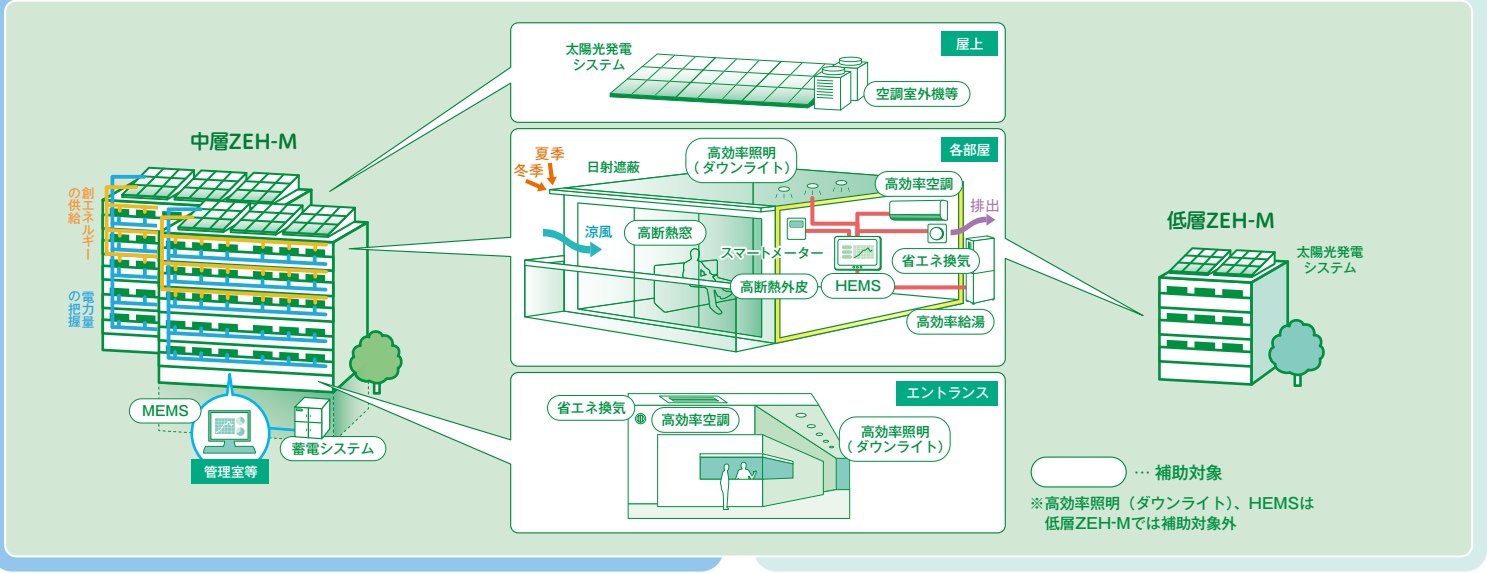 中層ZEH-M
創エネルギー
の供給
電力量
の把握
MEMS
蓄電システム
管理室等
屋上
太陽光発電
システム
空調室外機等
各部屋
夏季
冬季
日射遮蔽
高効率照明
（ダウンライト）
高効率空調
排出
涼風
高断熱窓
スマートメーター
省エネ換気
高断熱外皮
HEMS
高効率給湯
エントランス
省エネ換気
高効率空調
高効率照明
（ダウンライト）
低層ZEH-M
太陽光発電
システム
… 補助対象
※高効率照明（ダウンライト）、HEMSは
低層ZEH-Mでは補助対象外